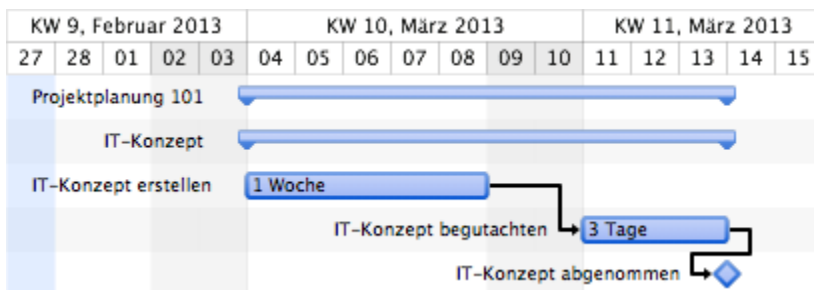 KW 9, Februar 2013 KW 10, März 2013 KW 11, März 2013
27 28 01 02 03 04 05 06 07 08 09 10 11 12 13 14 15
Projektplanung 101
IT-Konzept
IT-Konzept erstellen 1 Woche
IT-Konzept begutachten 3 Tage
IT-Konzept abgenommen